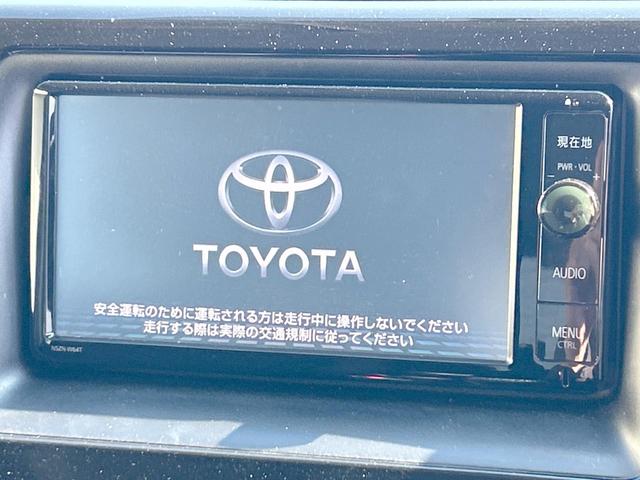 現在地
PWR・VOL
- +
TOYOTA
AUDIO
安全運転のために運転される方は走行中に操作しないでください
走行する際は実際の交通規制に従ってください
MENU
CTRL
NSZN-W64T